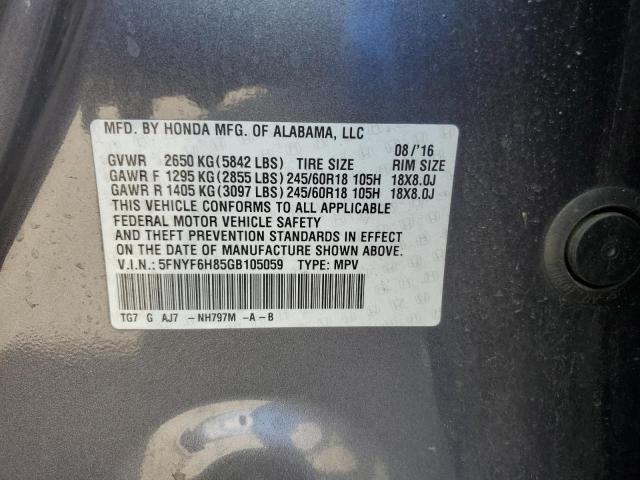 MFD. BY HONDA MFG. OF ALABAMA, LLC 08/'16
GVWR 2650 KG(5842 LBS) TIRE SIZE RIM SIZE
GAWR F 1295 KG(2855 LBS)245/60R18 105H 18X8.0J
GAWR R 1405 KG(3097 LBS)245/60R18 105H 18X8.0J
THIS VEHICLE CONFORMS TO ALL APPLICABLE
FEDERAL MOTOR VEHICLE SAFETY
AND THEFT PREVENTION STANDARDS IN EFFECT
ON THE DATE OF MANUFACTURE SHOWN ABOVE.
V.I.N.: 5FNYF6H85GB105059 TYPE: MPV
TG7 G AJ7 -NH797M -A-B